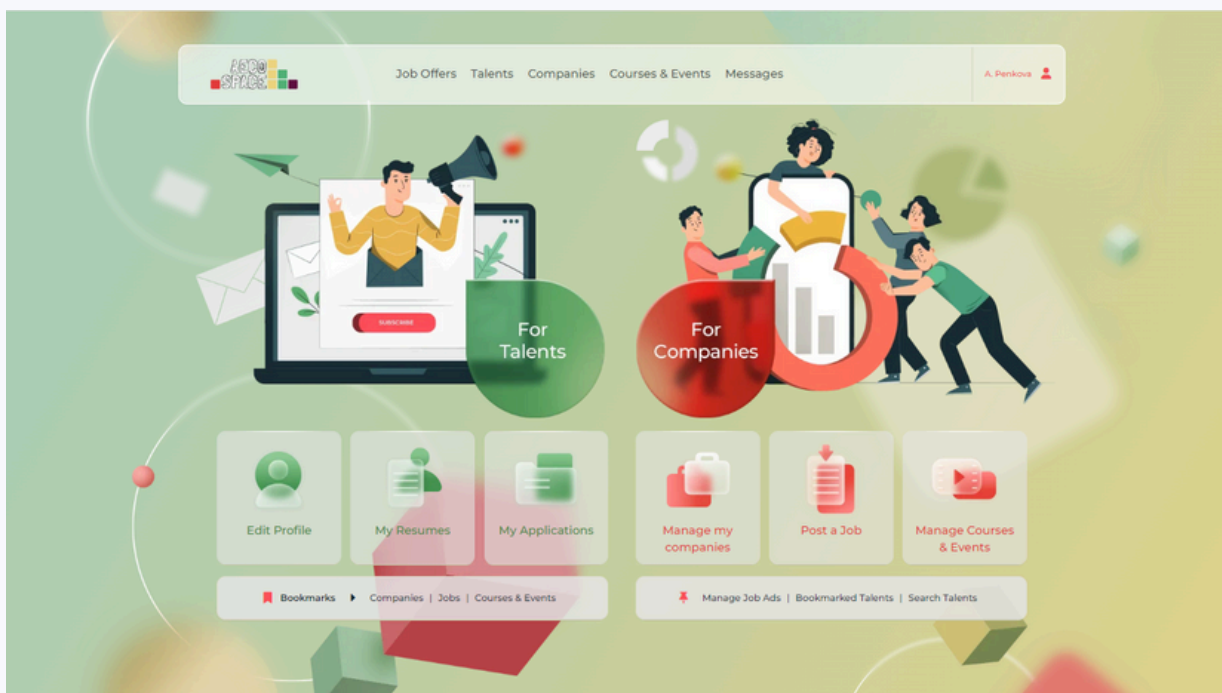 Job Offers Talents Companies Courses & Events Messages
A. Penkova
SUBSCRIBE
For
Talents
For
Companies
Edit Profile
My Resumes
My Applications
Manage my
companies
Post a Job
Manage Courses
& Events
Bookmarks Companies | Jobs | Courses & Events
Manage Job Ads | Bookmarked Talents | Search Talents